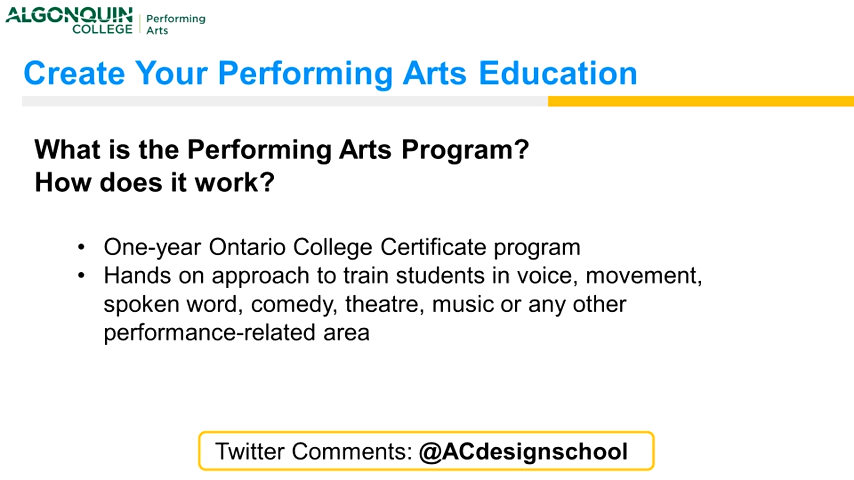 ALGONQUIN
COLLEGE
Performing
Arts
Create Your Performing Arts Education
What is the Performing Arts Program?
How does it work?
• One-year Ontario College Certificate program
• Hands on approach to train students in voice, movement,
spoken word, comedy, theatre, music or any other
performance-related area
Twitter Comments: @ACdesignschool